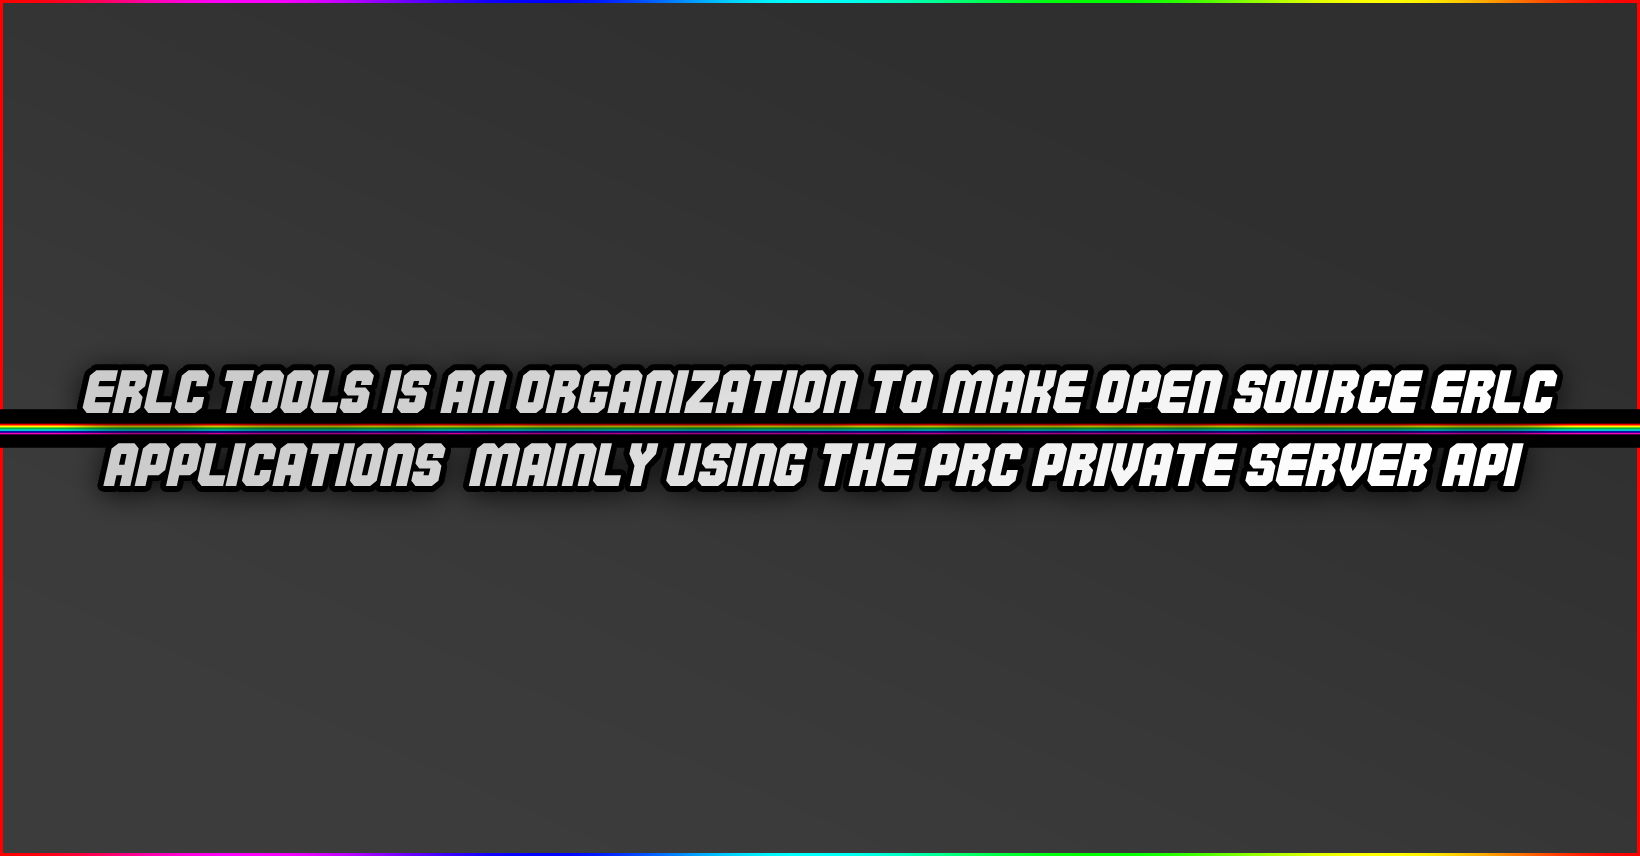 ERLC TOOLS IS AN ORGANIZATION TO MAKE OPEN SOURCE ERLC
APPLICATIONS MAINLY USING THE PRC PRIVATE SERVER API